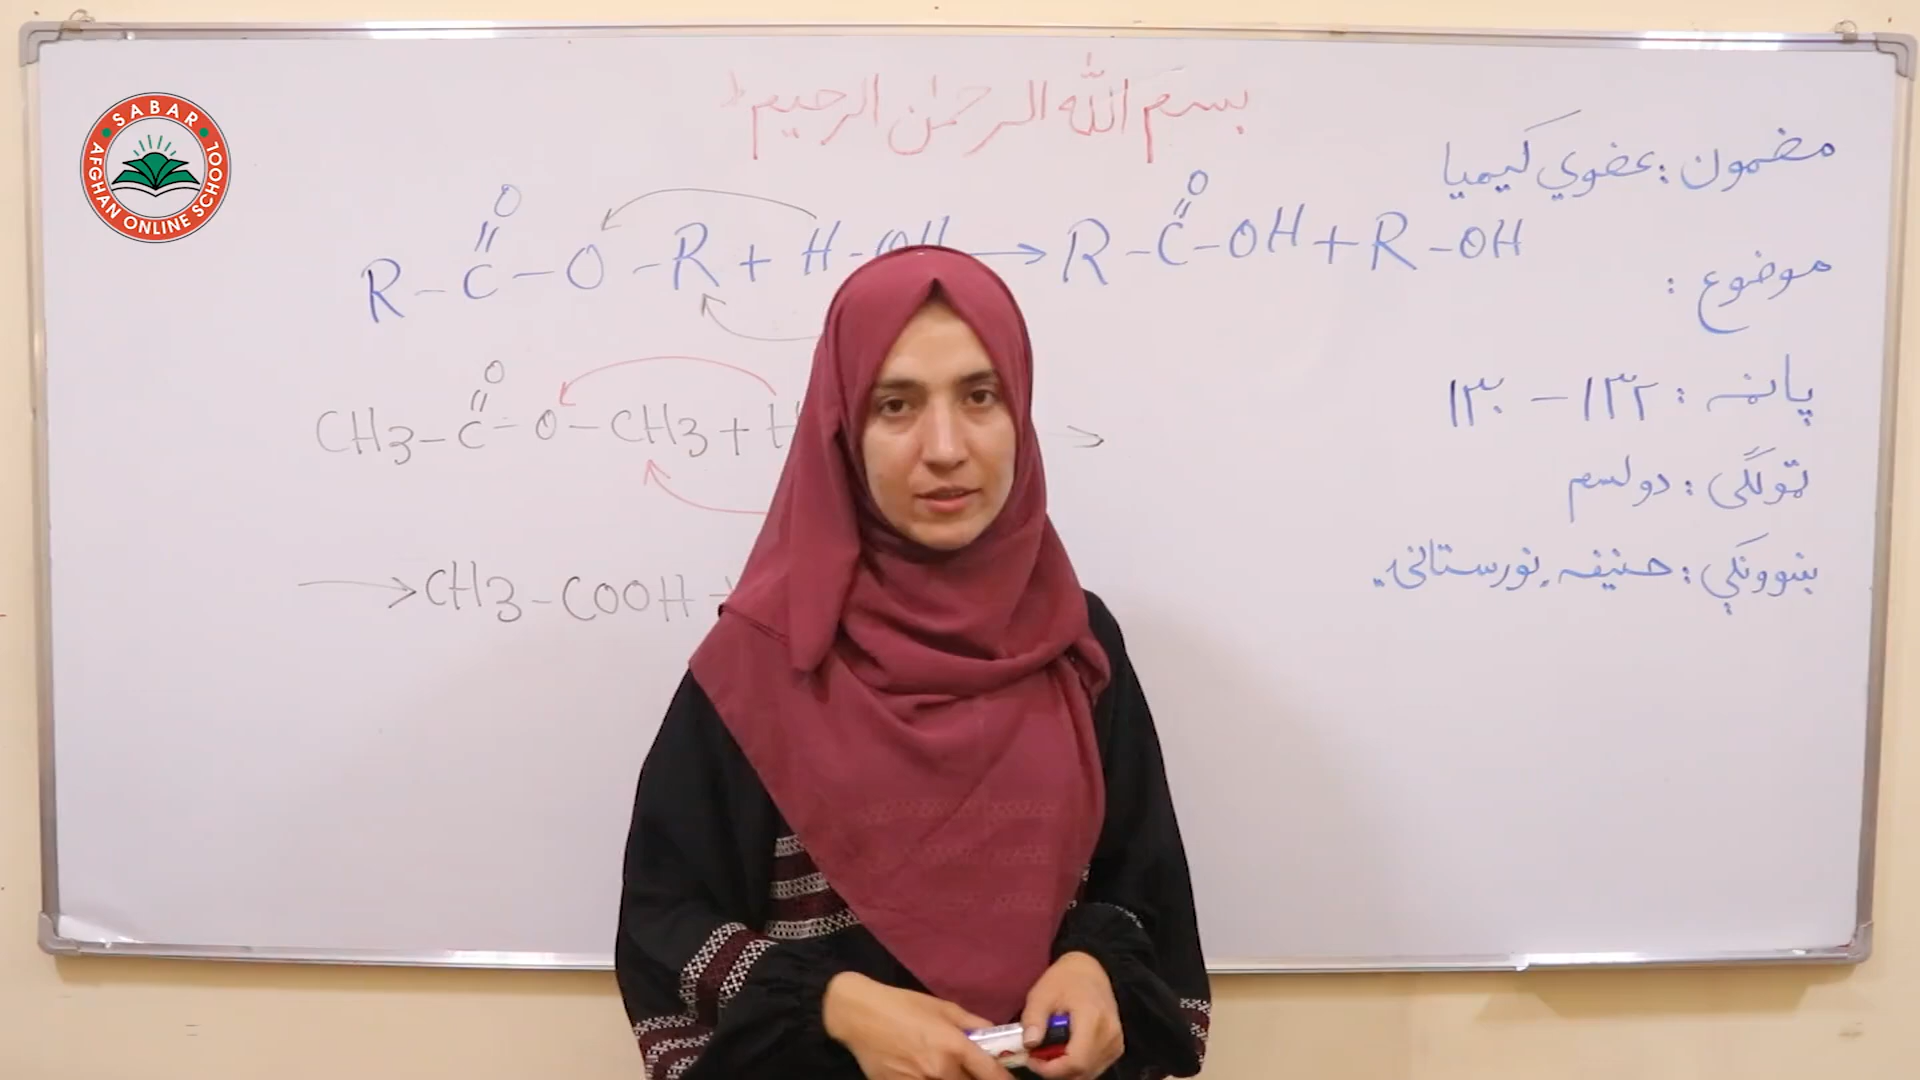 SABAR
AFGHAN ONLINE SCHOOL
بسم الله الرحمٰن الرحیم
مضمون: عضوي کیمیا
موضوع:
پاڼه: ۱۳۲ – ۱۳۰
ټولګی: دولسم
ښوونکې: حنیفه نورستانۍ
O O
R – C – O – R + H – OH → R – C – OH + R – OH
O
CH3 – C – O – CH3 + H →
→ CH3 – COOH +